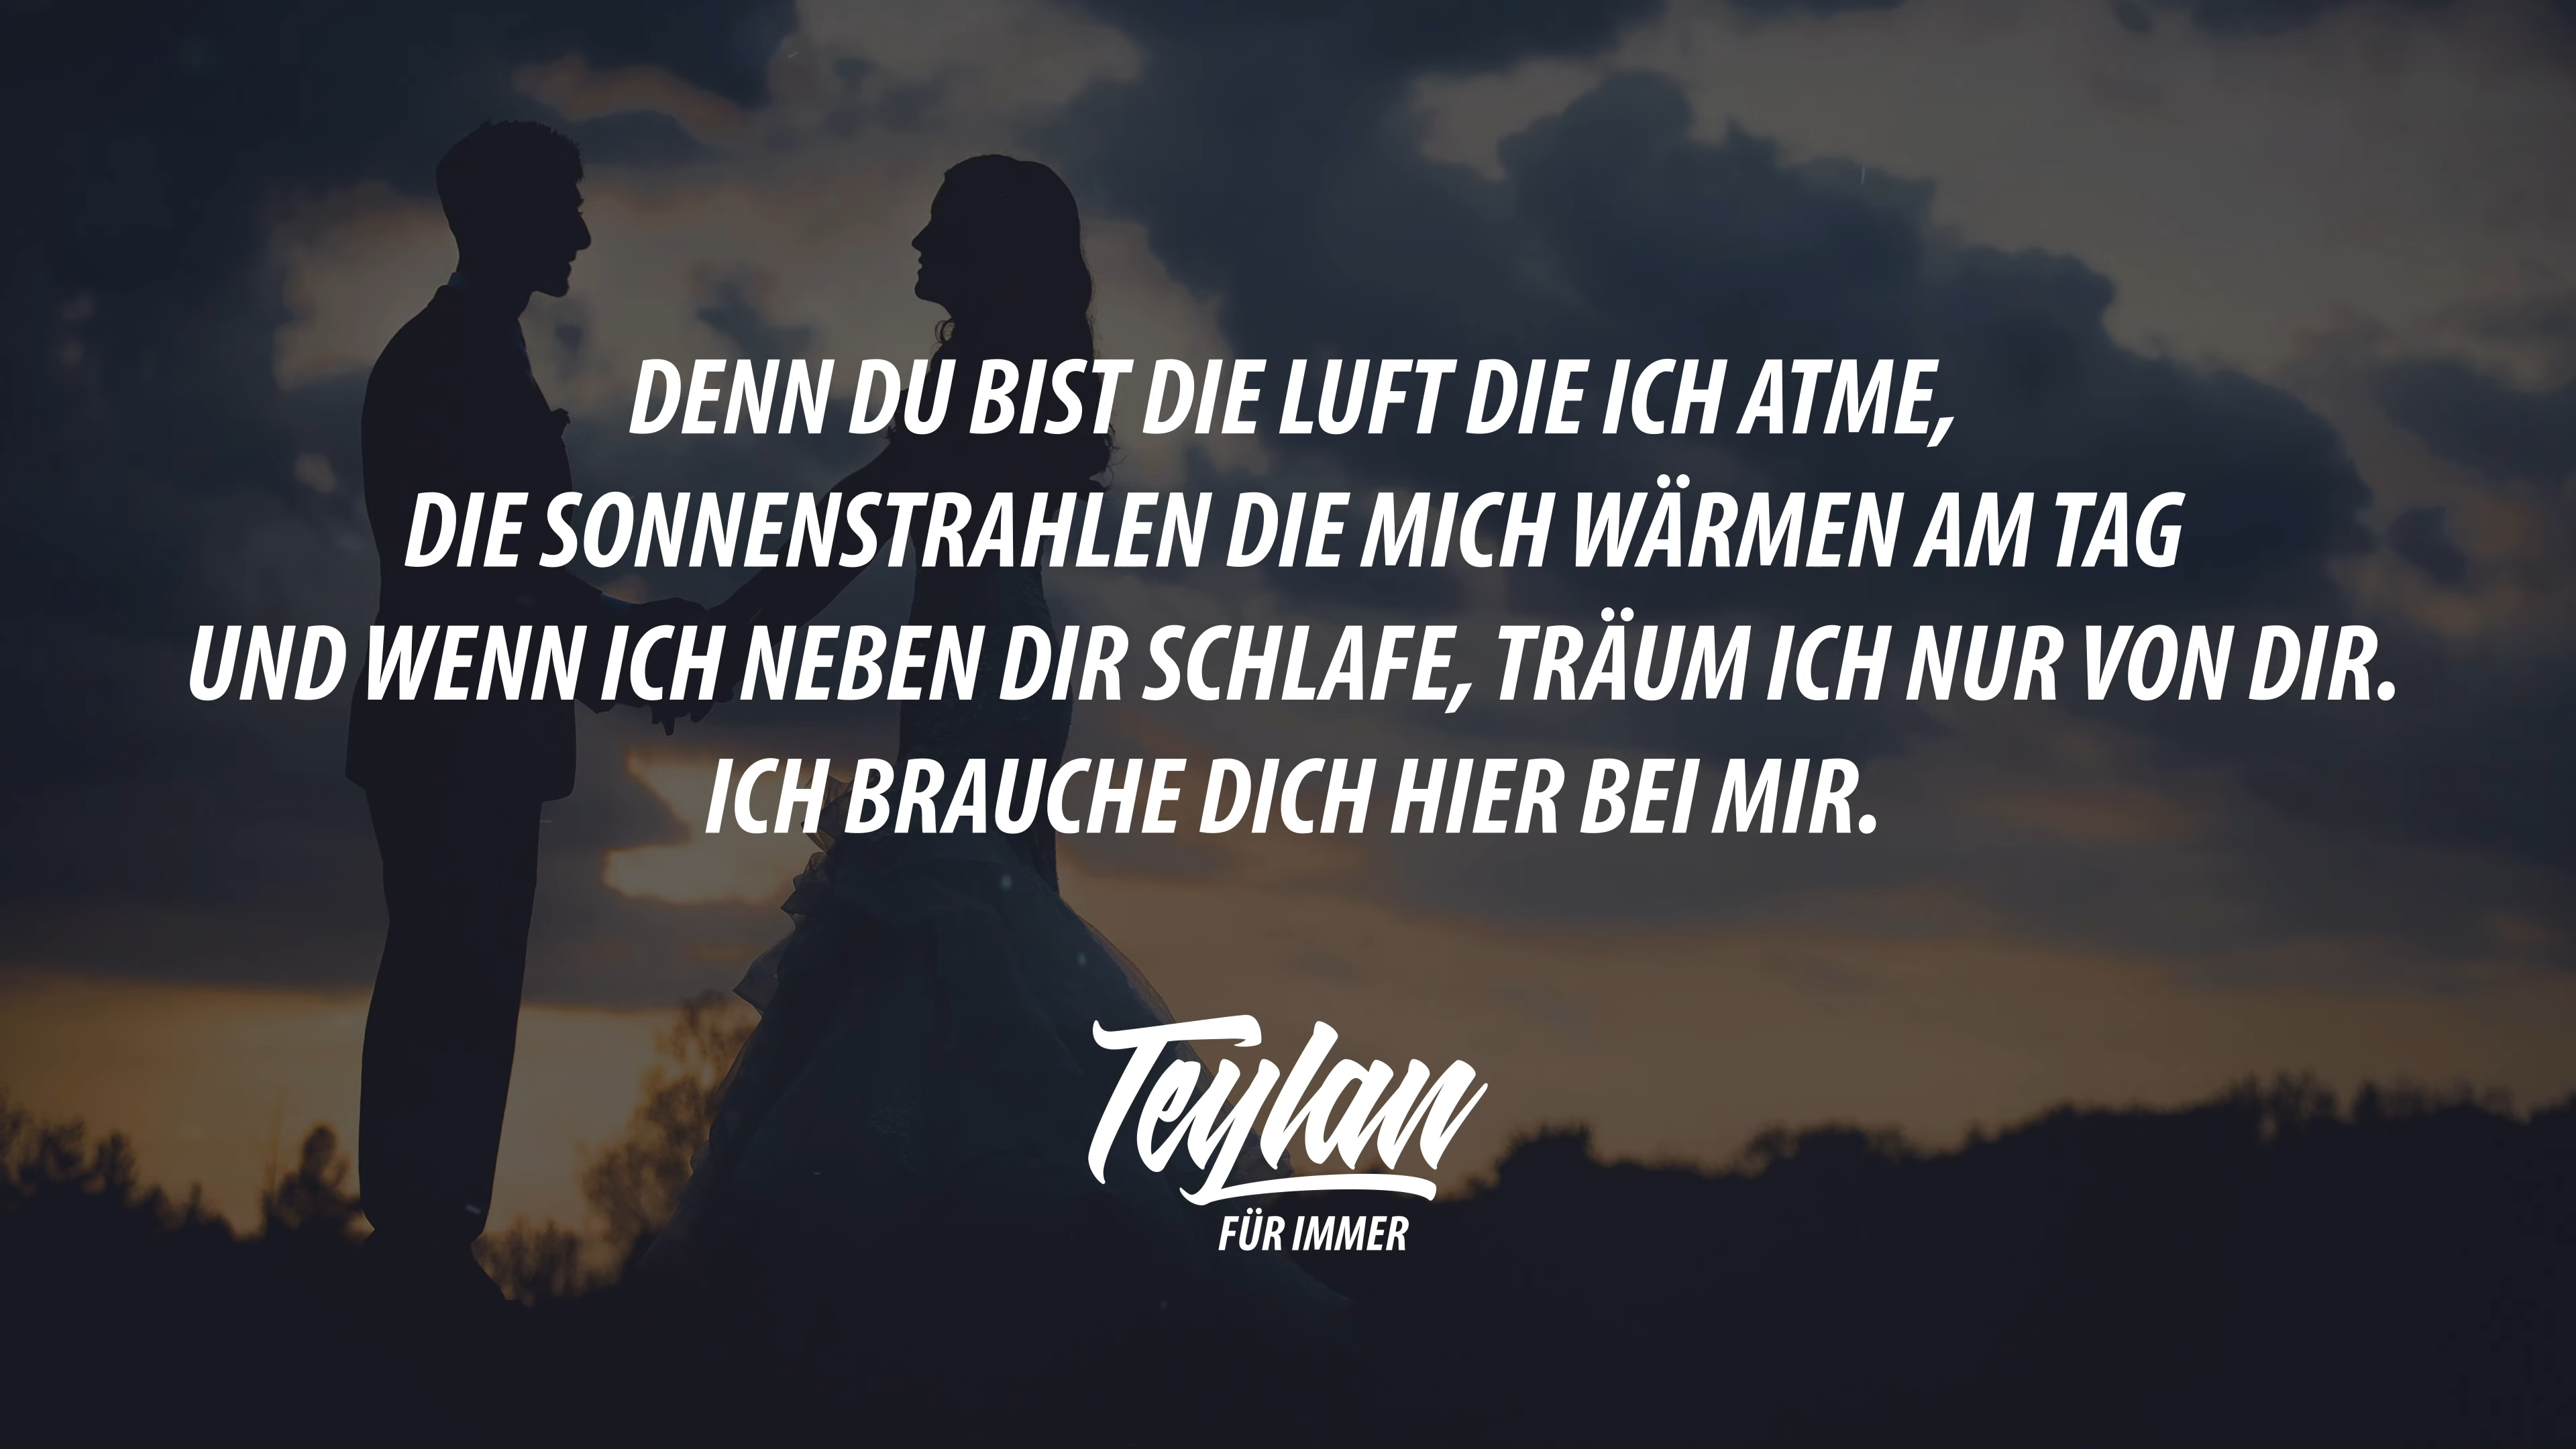 DENN DU BIST DIE LUFT DIE ICH ATME,
DIE SONNENSTRAHLEN DIE MICH WÄRMEN AM TAG
UND WENN ICH NEBEN DIR SCHLAFE, TRÄUM ICH NUR VON DIR.
ICH BRAUCHE DICH HIER BEI MIR.
Teylan
FÜR IMMER